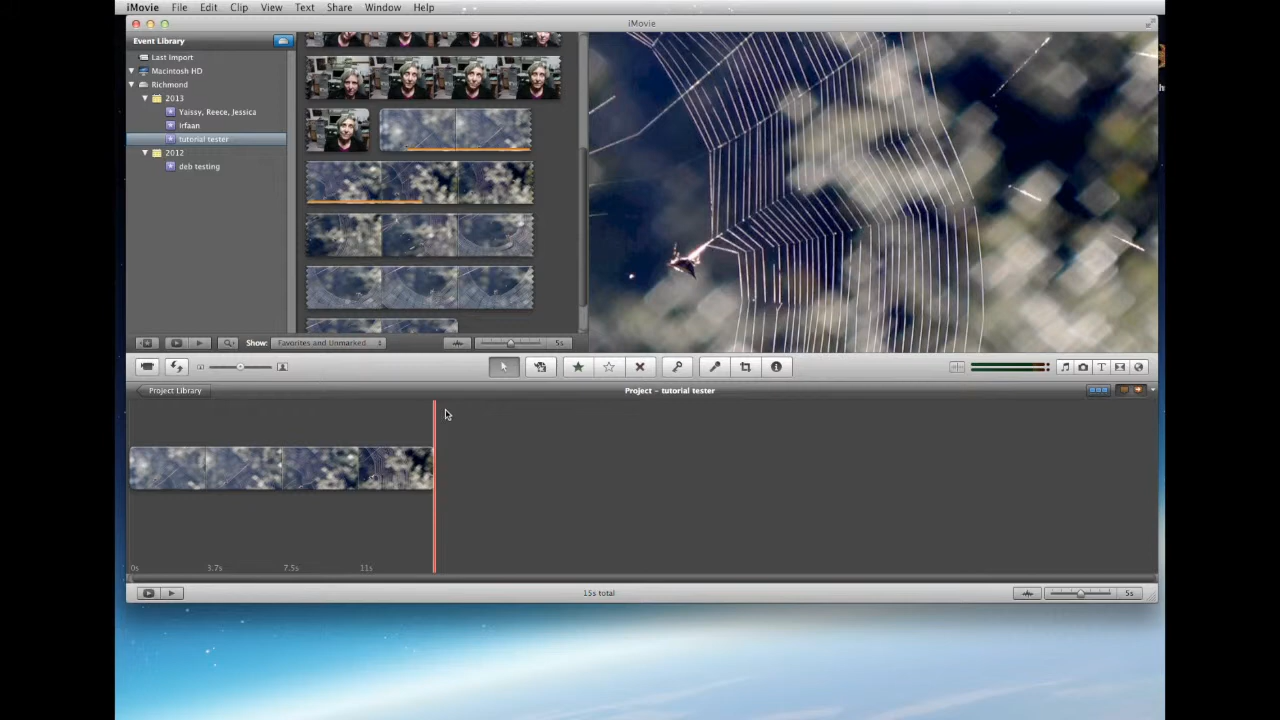 iMovie File Edit Clip View Text Share Window Help
iMovie
Event Library
Last Import
Macintosh HD
Richmond
2013
Yaissy, Reece, Jessica
Irfaan
tutorial tester
2012
deb testing
Show: Favorites and Unmarked 5s
Project Library Project – tutorial tester
0s 3.7s 7.5s 11s
15s total 5s